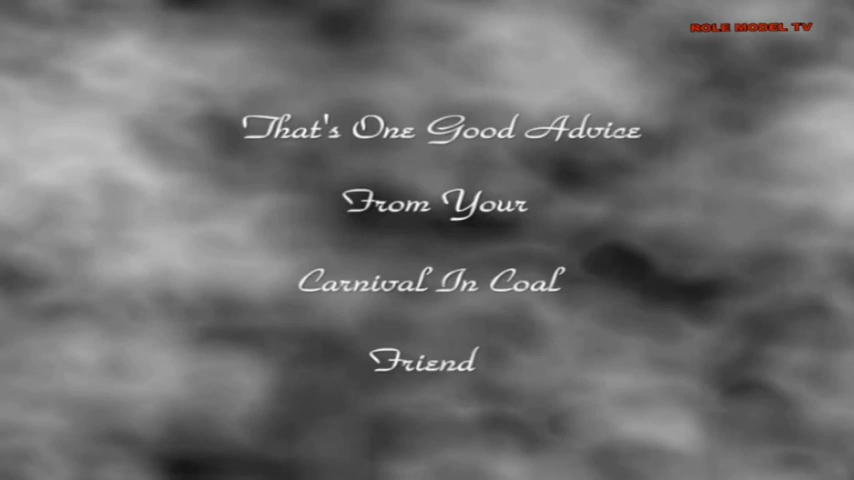 ROLE MODEL TV
That's One Good Advice
From Your
Carnival In Coal
Friend